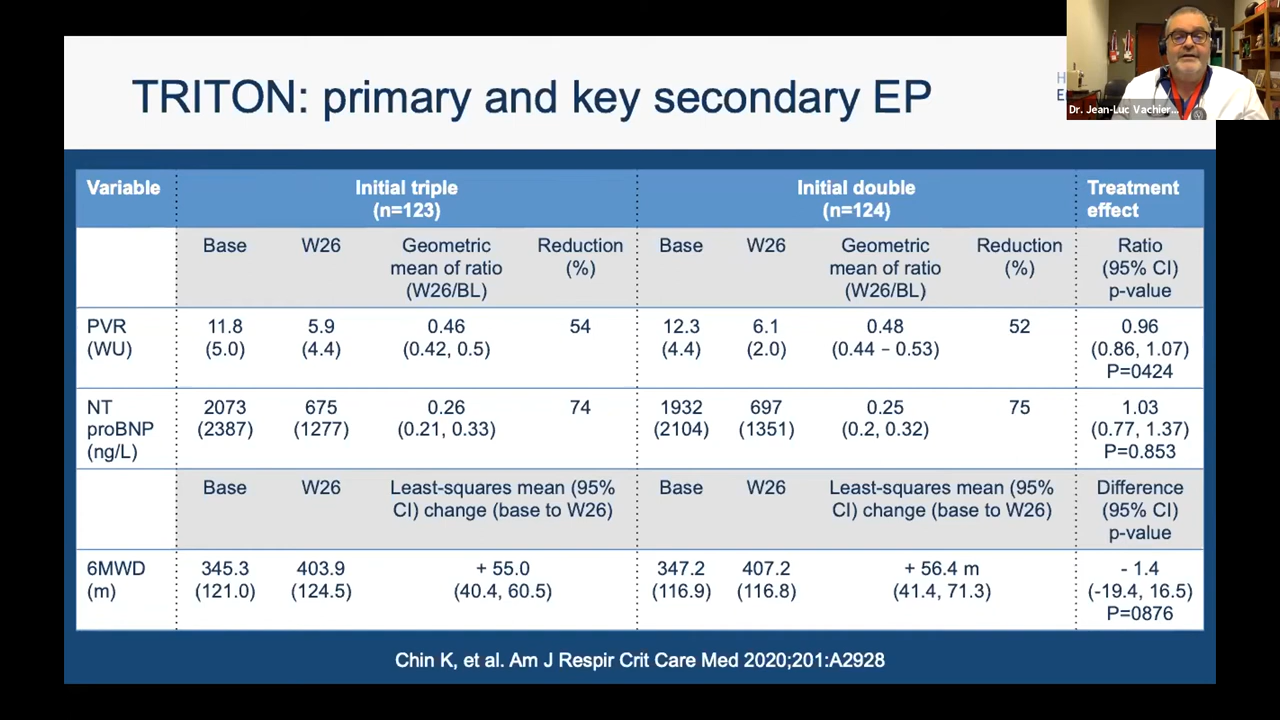 TRITON: primary and key secondary EP
H
E
Dr. Jean-Luc Vachier...
Variable
Initial triple
(n=123)
Initial double
(n=124)
Treatment
effect
Base
W26
Geometric
mean of ratio
(W26/BL)
Reduction
(%)
Base
W26
Geometric
mean of ratio
(W26/BL)
Reduction
(%)
Ratio
(95% CI)
p-value
PVR
(WU)
11.8
(5.0)
5.9
(4.4)
0.46
(0.42, 0.5)
54
12.3
(4.4)
6.1
(2.0)
0.48
(0.44 – 0.53)
52
0.96
(0.86, 1.07)
P=0424
NT
proBNP
(ng/L)
2073
(2387)
675
(1277)
0.26
(0.21, 0.33)
74
1932
(2104)
697
(1351)
0.25
(0.2, 0.32)
75
1.03
(0.77, 1.37)
P=0.853
Base
W26
Least-squares mean (95%
CI) change (base to W26)
Base
W26
Least-squares mean (95%
CI) change (base to W26)
Difference
(95% CI)
p-value
6MWD
(m)
345.3
(121.0)
403.9
(124.5)
+ 55.0
(40.4, 60.5)
347.2
(116.9)
407.2
(116.8)
+ 56.4 m
(41.4, 71.3)
- 1.4
(-19.4, 16.5)
P=0876
Chin K, et al. Am J Respir Crit Care Med 2020;201:A2928